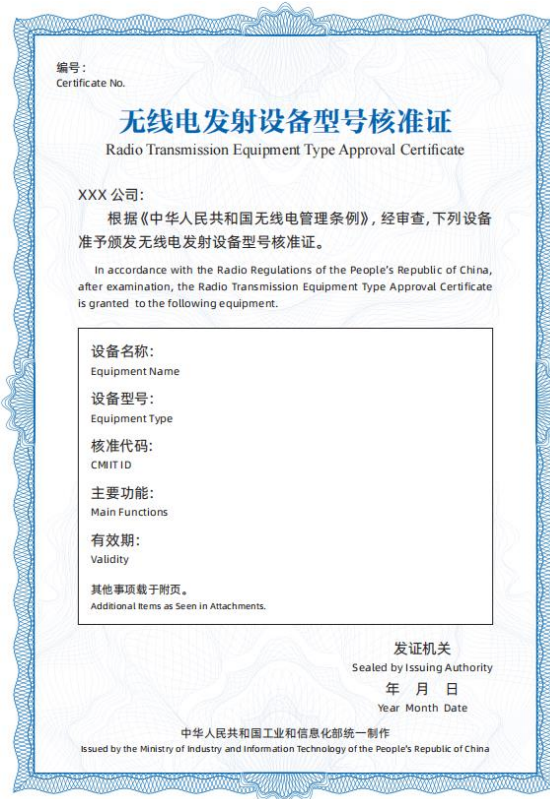 编号：
Certificate No.
无线电发射设备型号核准证
Radio Transmission Equipment Type Approval Certificate
XXX 公司：
根据《中华人民共和国无线电管理条例》，经审查，下列设备
准予颁发无线电发射设备型号核准证。
In accordance with the Radio Regulations of the People's Republic of China,
after examination, the Radio Transmission Equipment Type Approval Certificate
is granted to the following equipment.
设备名称：
Equipment Name
设备型号：
Equipment Type
核准代码：
CMIIT ID
主要功能：
Main Functions
有效期：
Validity
其他事项载于附页。
Additional Items as Seen in Attachments.
发证机关
Sealed by Issuing Authority
年 月 日
Year Month Date
中华人民共和国工业和信息化部统一制作
Issued by the Ministry of Industry and Information Technology of the People's Republic of China